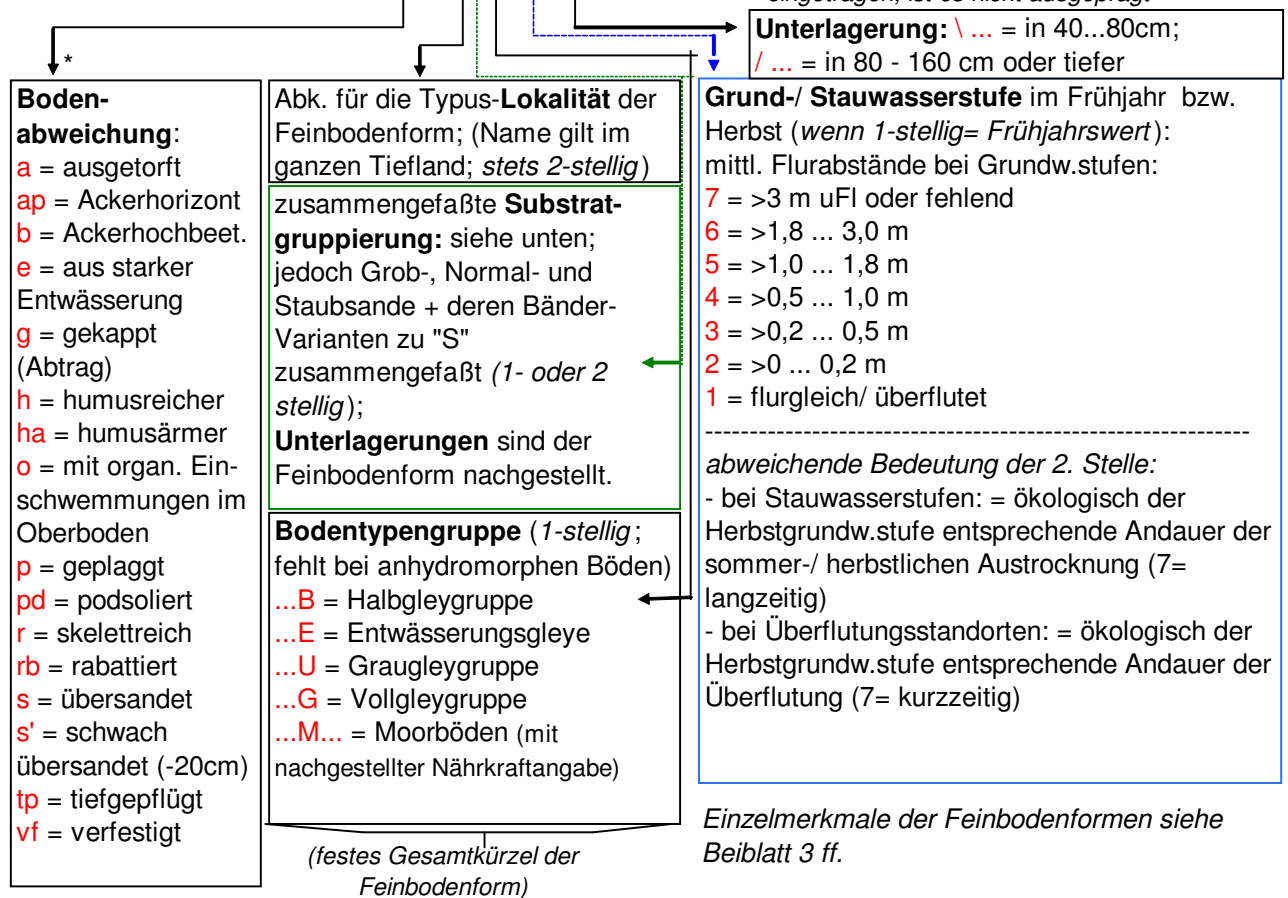 eingetragen, ist es nicht ausgeprägt
Unterlagerung: \ ... = in 40...80cm;
/ ... = in 80 - 160 cm oder tiefer
*
Boden-
abweichung:
a = ausgetorft
ap = Ackerhorizont
b = Ackerhochbeet.
e = aus starker
Entwässerung
g = gekappt
(Abtrag)
h = humusreicher
ha = humusärmer
o = mit organ. Ein-
schwemmungen im
Oberboden
p = geplaggt
pd = podsoliert
r = skelettreich
rb = rabattiert
s = übersandet
s' = schwach
übersandet (-20cm)
tp = tiefgepflügt
vf = verfestigt
Abk. für die Typus-Lokalität der
Feinbodenform; (Name gilt im
ganzen Tiefland; stets 2-stellig)
zusammengefaßte Substrat-
gruppierung: siehe unten;
jedoch Grob-, Normal- und
Staubsande + deren Bänder-
Varianten zu "S"
zusammengefaßt (1- oder 2
stellig);
Unterlagerungen sind der
Feinbodenform nachgestellt.
Bodentypengruppe (1-stellig;
fehlt bei anhydromorphen Böden)
...B = Halbgleygruppe
...E = Entwässerungsgleye
...U = Graugleygruppe
...G = Vollgleygruppe
...M... = Moorböden (mit
nachgestellter Nährkraftangabe)
(festes Gesamtkürzel der
Feinbodenform)
Grund-/ Stauwasserstufe im Frühjahr bzw.
Herbst (wenn 1-stellig= Frühjahrswert):
mittl. Flurabstände bei Grundw.stufen:
7 = >3 m uFl oder fehlend
6 = >1,8 ... 3,0 m
5 = >1,0 ... 1,8 m
4 = >0,5 ... 1,0 m
3 = >0,2 ... 0,5 m
2 = >0 ... 0,2 m
1 = flurgleich/ überflutet
-------------------------------------------------------------
abweichende Bedeutung der 2. Stelle:
- bei Stauwasserstufen: = ökologisch der
Herbstgrundw.stufe entsprechende Andauer der
sommer-/ herbstlichen Austrocknung (7=
langzeitig)
- bei Überflutungsstandorten: = ökologisch der
Herbstgrundw.stufe entsprechende Andauer der
Überflutung (7= kurzzeitig)
Einzelmerkmale der Feinbodenformen siehe
Beiblatt 3 ff.